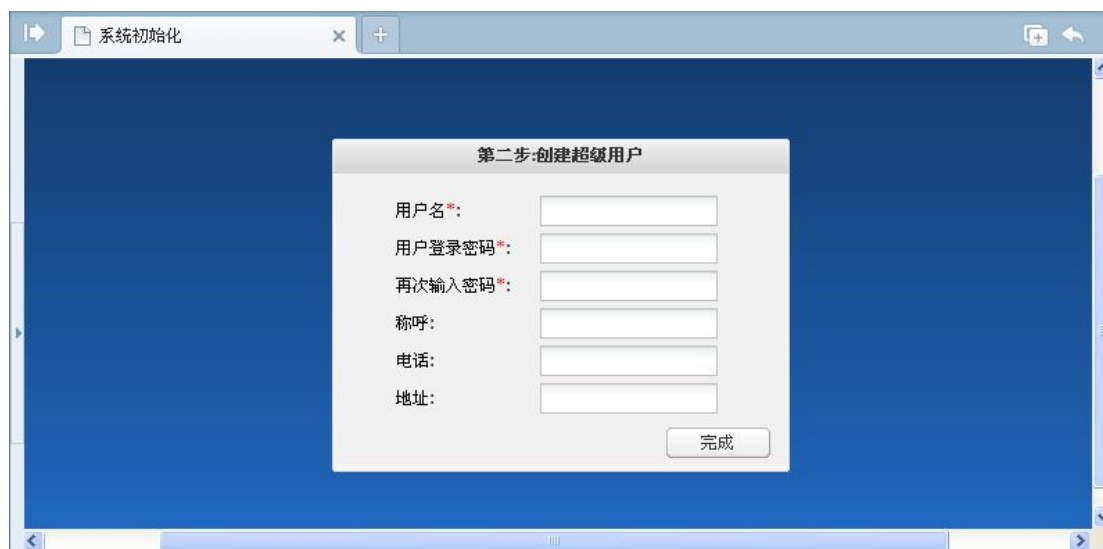 系统初始化
第二步:创建超级用户
用户名*:
用户登录密码*:
再次输入密码*:
称呼:
电话:
地址:
完成